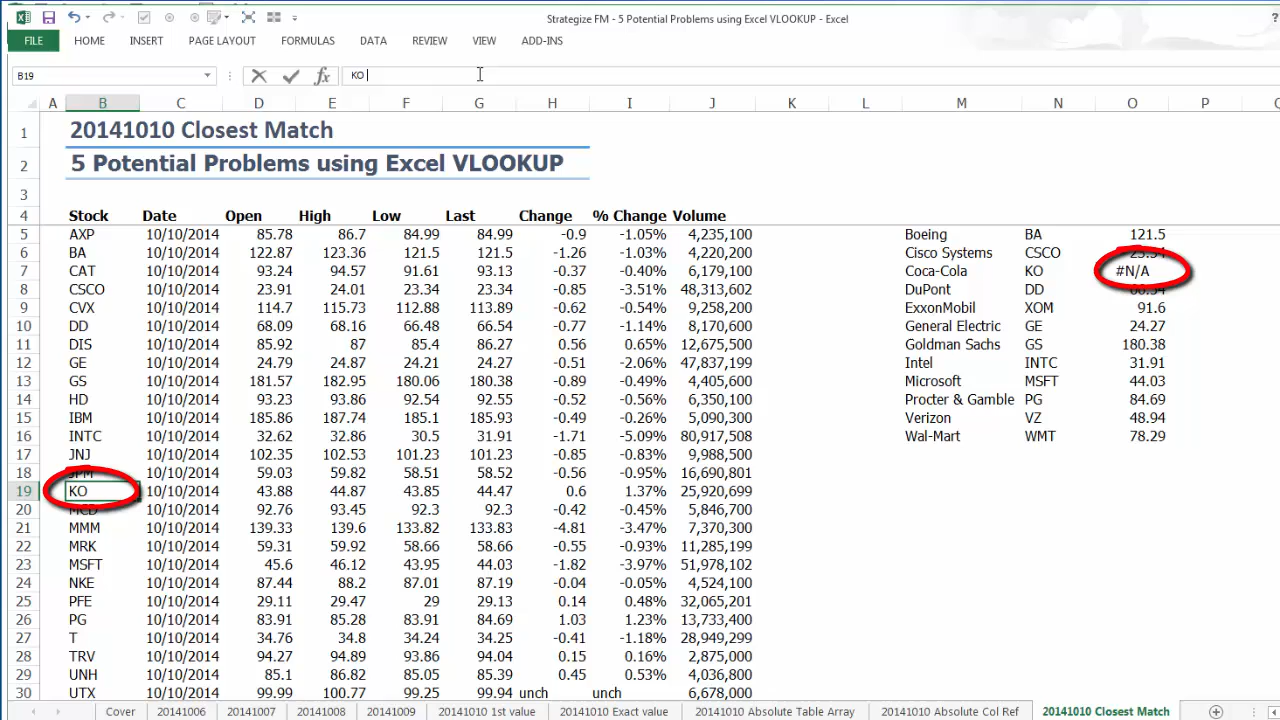 Strategize FM - 5 Potential Problems using Excel VLOOKUP - Excel
?
FILE HOME INSERT PAGE LAYOUT FORMULAS DATA REVIEW VIEW ADD-INS
B19 fx KO
A B C D E F G H I J K L M N O P
1 20141010 Closest Match
2 5 Potential Problems using Excel VLOOKUP
3
4 Stock Date Open High Low Last Change % Change Volume
5 AXP 10/10/2014 85.78 86.7 84.99 84.99 -0.9 -1.05% 4,235,100 Boeing BA 121.5
6 BA 10/10/2014 122.87 123.36 121.5 121.5 -1.26 -1.03% 4,220,200 Cisco Systems CSCO
7 CAT 10/10/2014 93.24 94.57 91.61 93.13 -0.37 -0.40% 6,179,100 Coca-Cola KO #N/A
8 CSCO 10/10/2014 23.91 24.01 23.34 23.34 -0.85 -3.51% 48,313,602 DuPont DD
9 CVX 10/10/2014 114.7 115.73 112.88 113.89 -0.62 -0.54% 9,258,200 ExxonMobil XOM 91.6
10 DD 10/10/2014 68.09 68.16 66.48 66.54 -0.77 -1.14% 8,170,600 General Electric GE 24.27
11 DIS 10/10/2014 85.92 87 85.4 86.27 0.56 0.65% 12,675,500 Goldman Sachs GS 180.38
12 GE 10/10/2014 24.79 24.87 24.21 24.27 -0.51 -2.06% 47,837,199 Intel INTC 31.91
13 GS 10/10/2014 181.57 182.95 180.06 180.38 -0.89 -0.49% 4,405,600 Microsoft MSFT 44.03
14 HD 10/10/2014 93.23 93.86 92.54 92.55 -0.52 -0.56% 6,350,100 Procter & Gamble PG 84.69
15 IBM 10/10/2014 185.86 187.74 185.1 185.93 -0.49 -0.26% 5,090,300 Verizon VZ 48.94
16 INTC 10/10/2014 32.62 32.86 30.5 31.91 -1.71 -5.09% 80,917,508 Wal-Mart WMT 78.29
17 JNJ 10/10/2014 102.35 102.53 101.23 101.23 -0.85 -0.83% 9,988,500
18 JPM 10/10/2014 59.03 59.82 58.51 58.52 -0.56 -0.95% 16,690,801
19 KO 10/10/2014 43.88 44.87 43.85 44.47 0.6 1.37% 25,920,699
20 MCD 10/10/2014 92.76 93.45 92.3 92.3 -0.42 -0.45% 5,846,700
21 MMM 10/10/2014 139.33 139.6 133.82 133.83 -4.81 -3.47% 7,370,300
22 MRK 10/10/2014 59.31 59.92 58.66 58.66 -0.55 -0.93% 11,285,199
23 MSFT 10/10/2014 45.6 46.12 43.95 44.03 -1.82 -3.97% 51,978,102
24 NKE 10/10/2014 87.44 88.2 87.01 87.19 -0.04 -0.05% 4,524,100
25 PFE 10/10/2014 29.11 29.47 29 29.13 0.14 0.48% 32,065,201
26 PG 10/10/2014 83.91 85.28 83.91 84.69 1.03 1.23% 13,733,400
27 T 10/10/2014 34.76 34.8 34.24 34.25 -0.41 -1.18% 28,949,299
28 TRV 10/10/2014 94.27 94.89 93.86 94.04 0.15 0.16% 2,875,000
29 UNH 10/10/2014 85.1 86.82 85.05 85.39 0.45 0.53% 4,036,800
30 UTX 10/10/2014 99.99 100.77 99.25 99.94 unch unch 6,678,000
Cover 20141006 20141007 20141008 20141009 20141010 1st value 20141010 Exact value 20141010 Absolute Table Array 20141010 Absolute Col Ref 20141010 Closest Match